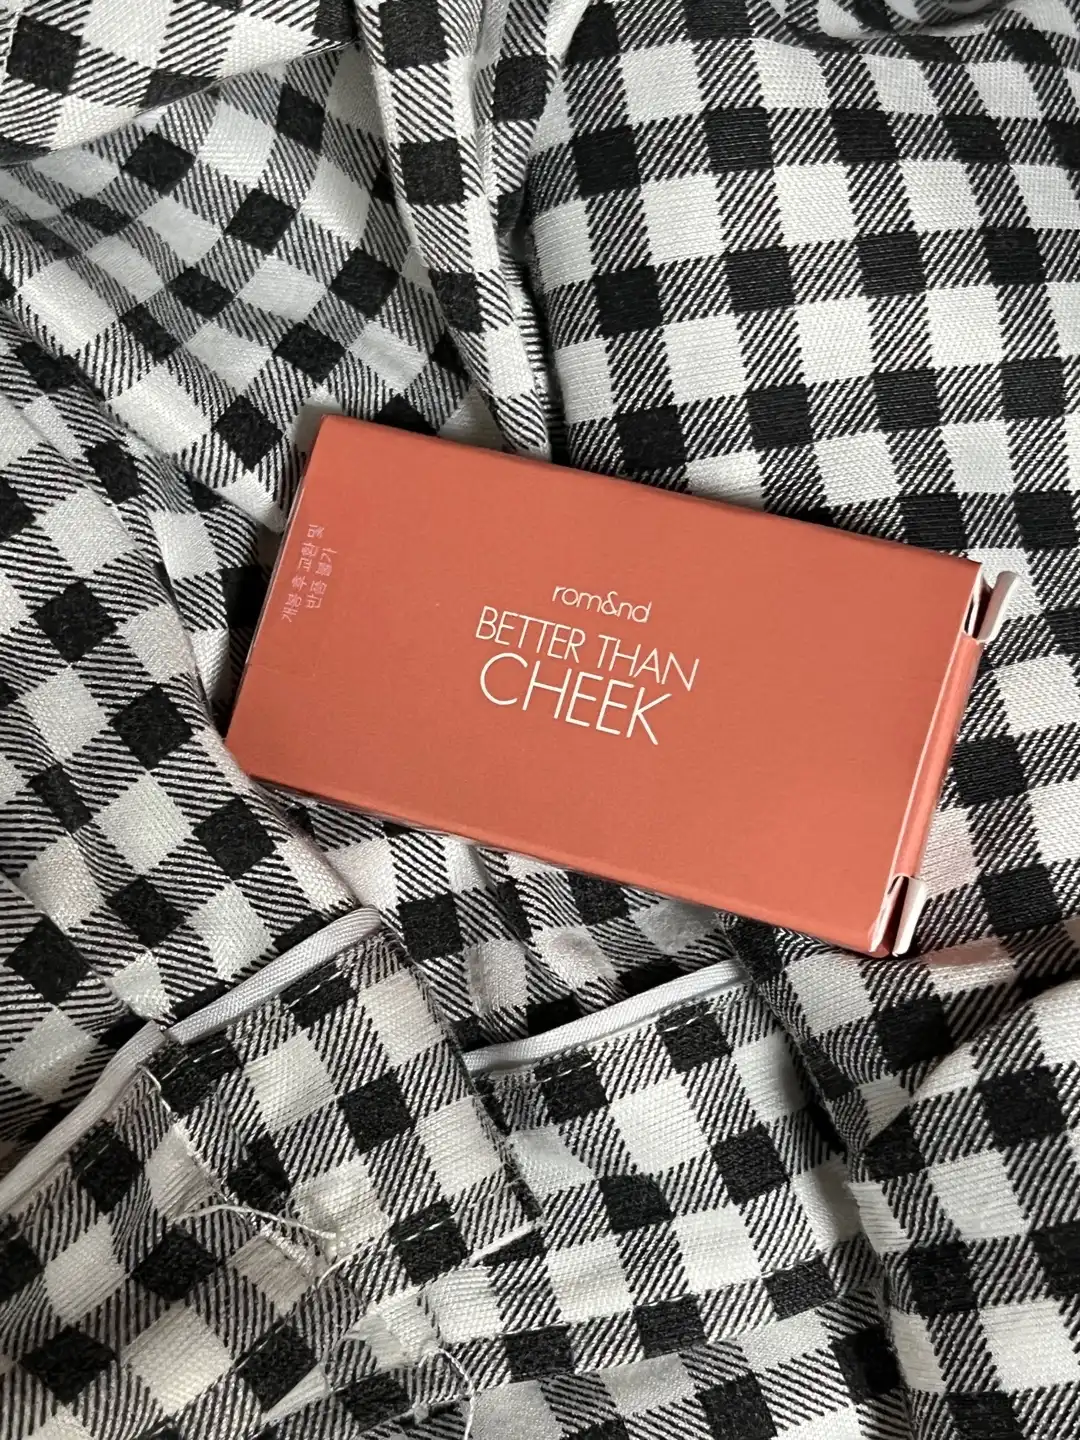 rom&nd
BETTER THAN
CHEEK
개봉 후 교환 및
반품 불가